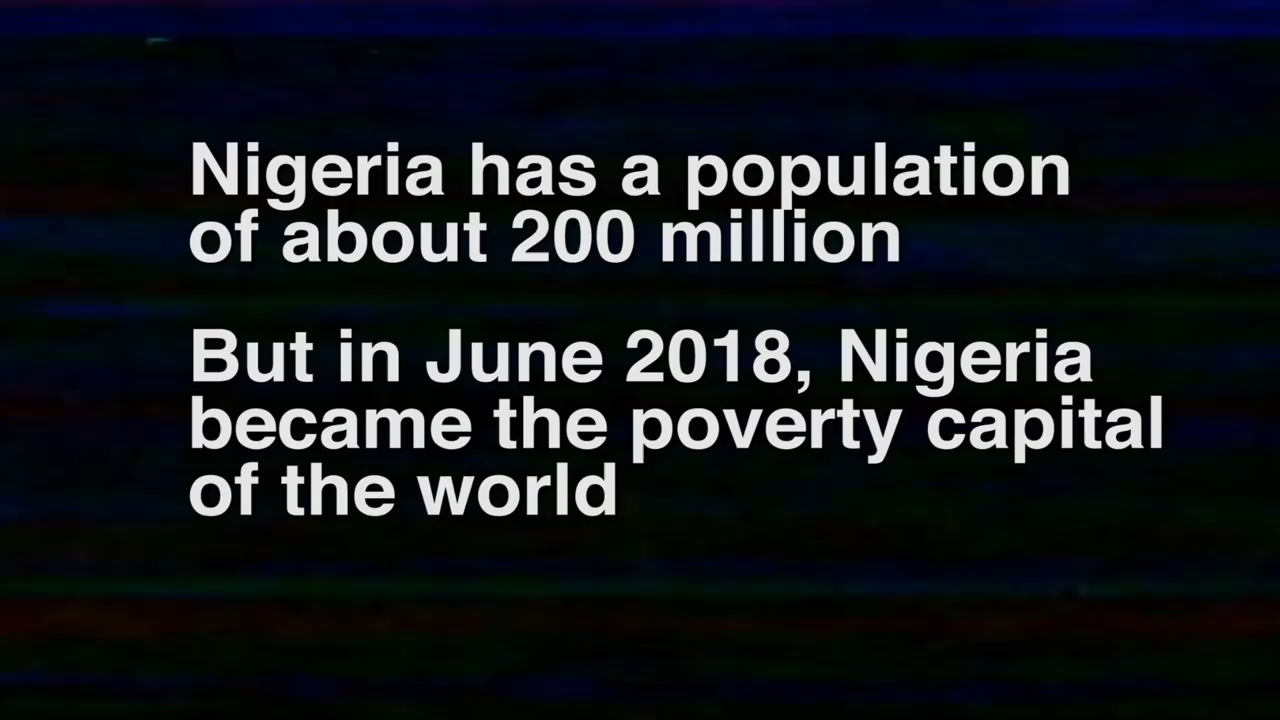 Nigeria has a population
of about 200 million
But in June 2018, Nigeria
became the poverty capital
of the world